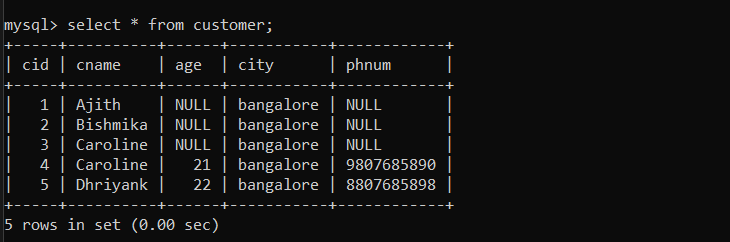 mysql> select * from customer;
+-----+----------+------+-----------+------------+
| cid | cname    | age  | city      | phnum      |
+-----+----------+------+-----------+------------+
|   1 | Ajith    | NULL | bangalore | NULL       |
|   2 | Bishmika | NULL | bangalore | NULL       |
|   3 | Caroline | NULL | bangalore | NULL       |
|   4 | Caroline |   21 | bangalore | 9807685890 |
|   5 | Dhriyank |   22 | bangalore | 8807685898 |
+-----+----------+------+-----------+------------+
5 rows in set (0.00 sec)